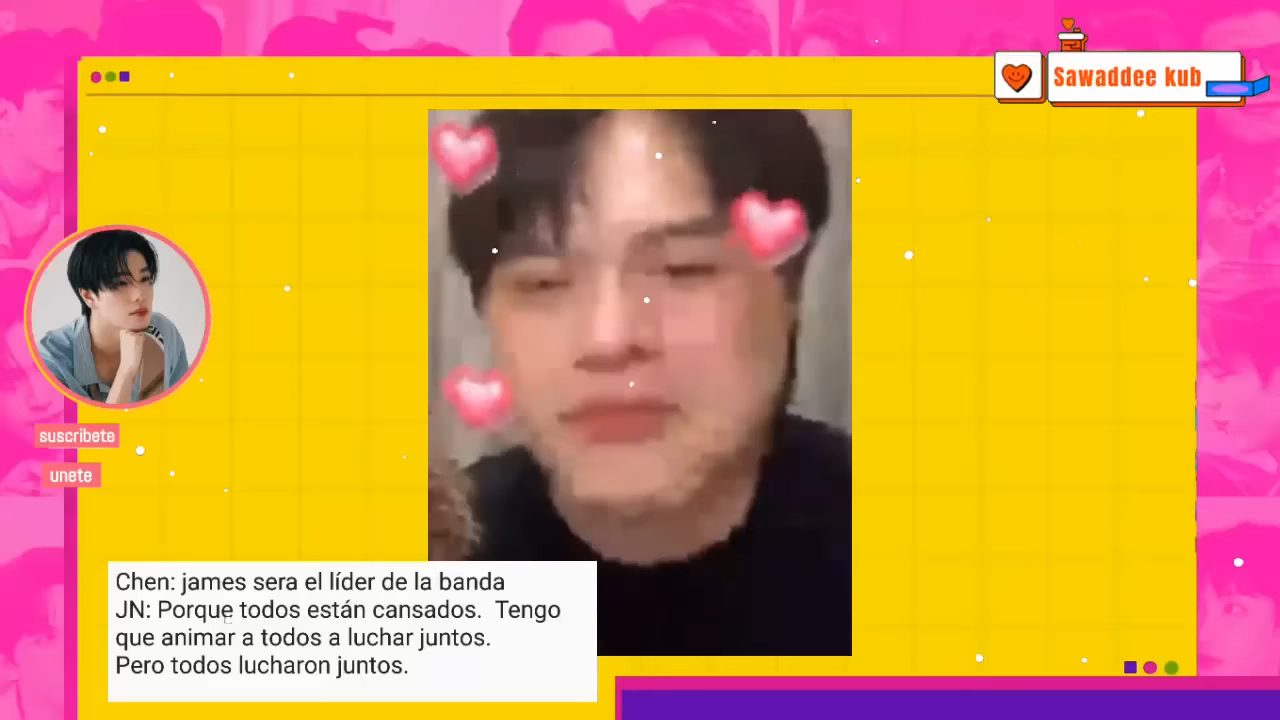 Sawaddee kub
suscribete
unete
Chen: james sera el líder de la banda
JN: Porque todos están cansados.  Tengo
que animar a todos a luchar juntos.
Pero todos lucharon juntos.